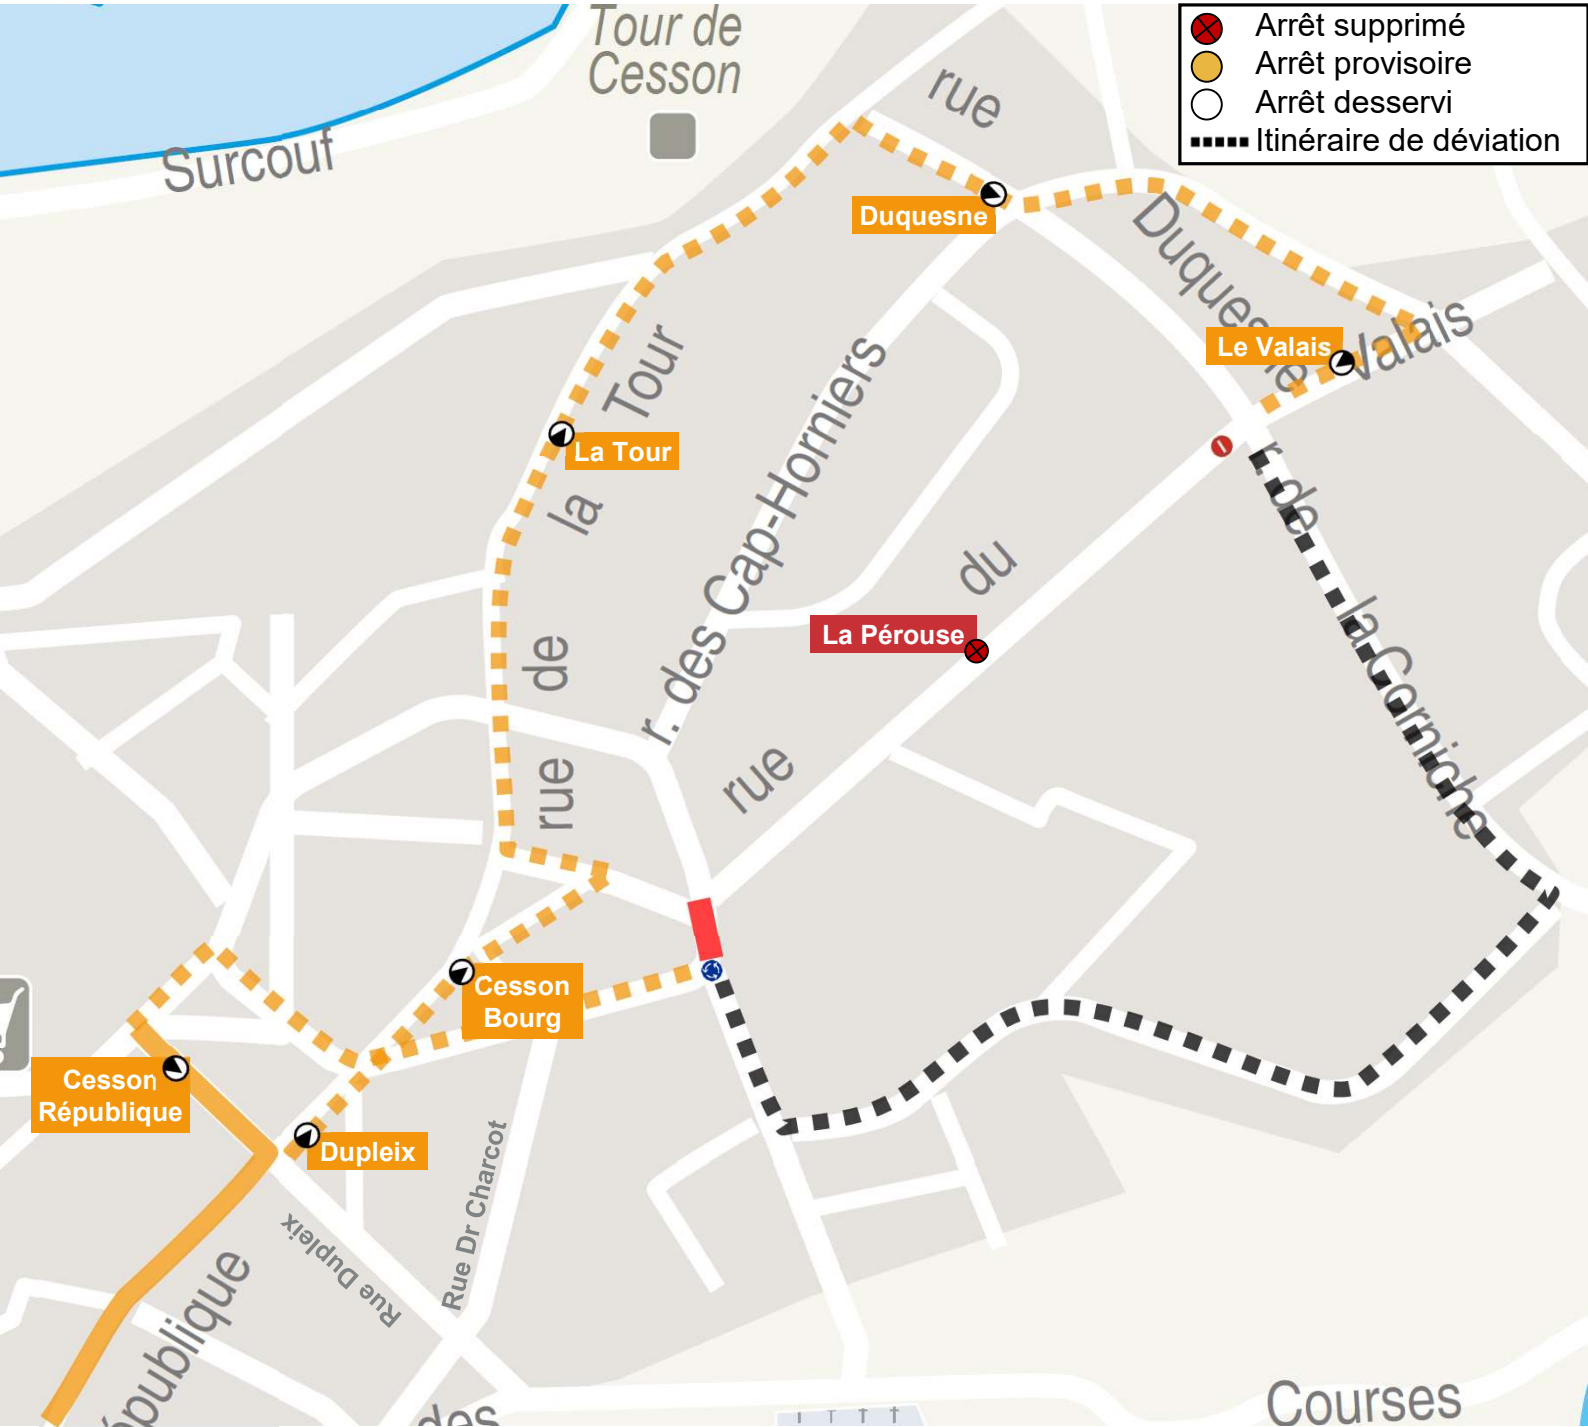 Tour de
Cesson
Surcouf
Arrêt supprimé
Arrêt provisoire
Arrêt desservi
Itinéraire de déviation
rue
Duquesne
Duquesne
Le Valais
Valais
la Tour
La Tour
r. des Cap-Horniers
r. de la Corniche
du
La Pérouse
de
rue
rue
Cesson
Bourg
Cesson
République
Dupleix
Rue Dr Charcot
Rue Dupleix
épublique
des
Courses